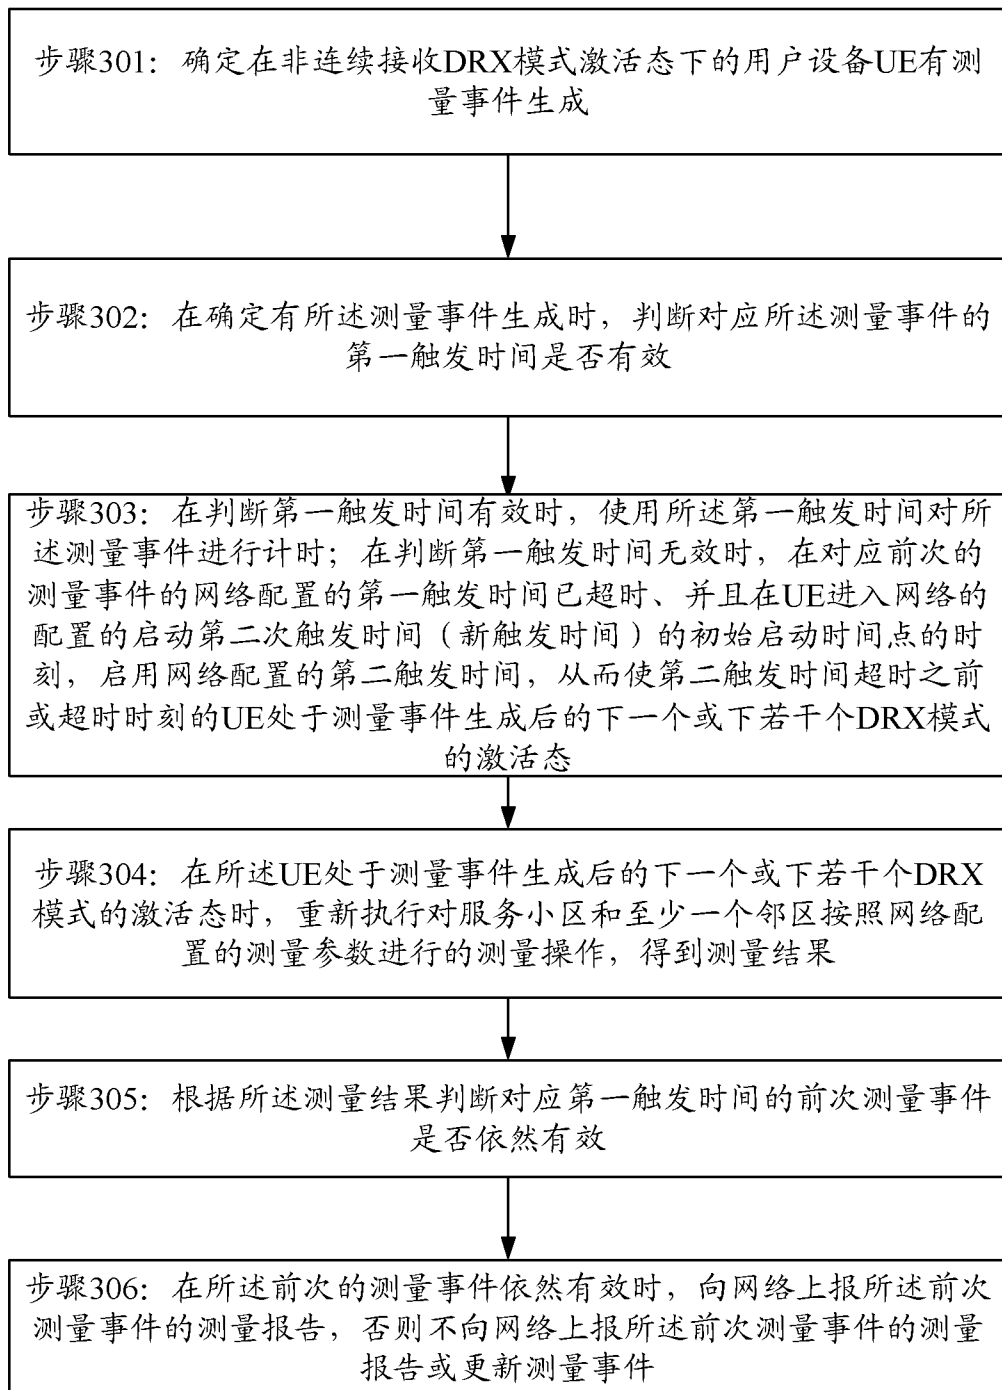 步骤301：确定在非连续接收DRX模式激活态下的用户设备UE有测
量事件生成
步骤302：在确定有所述测量事件生成时，判断对应所述测量事件的
第一触发时间是否有效
步骤303：在判断第一触发时间有效时，使用所述第一触发时间对所
述测量事件进行计时；在判断第一触发时间无效时，在对应前次的
测量事件的网络配置的第一触发时间已超时、并且在UE进入网络的
配置的启动第二次触发时间（新触发时间）的初始启动时间点的时
刻，启用网络配置的第二触发时间，从而使第二触发时间超时之前
或超时时刻的UE处于测量事件生成后的下一个或下若干个DRX模式
的激活态
步骤304：在所述UE处于测量事件生成后的下一个或下若干个DRX
模式的激活态时，重新执行对服务小区和至少一个邻区按照网络配
置的测量参数进行的测量操作，得到测量结果
步骤305：根据所述测量结果判断对应第一触发时间的前次测量事件
是否依然有效
步骤306：在所述前次的测量事件依然有效时，向网络上报所述前次
测量事件的测量报告，否则不向网络上报所述前次测量事件的测量
报告或更新测量事件